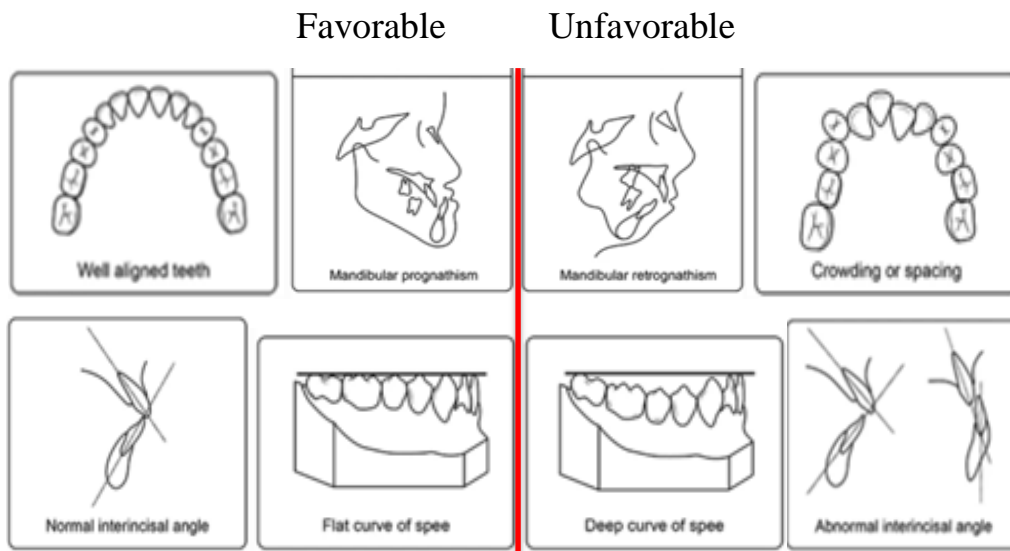 Favorable
Unfavorable
Well aligned teeth
Mandibular prognathism
Mandibular retrognathism
Crowding or spacing
Normal interincisal angle
Flat curve of spee
Deep curve of spee
Abnormal interincisal angle